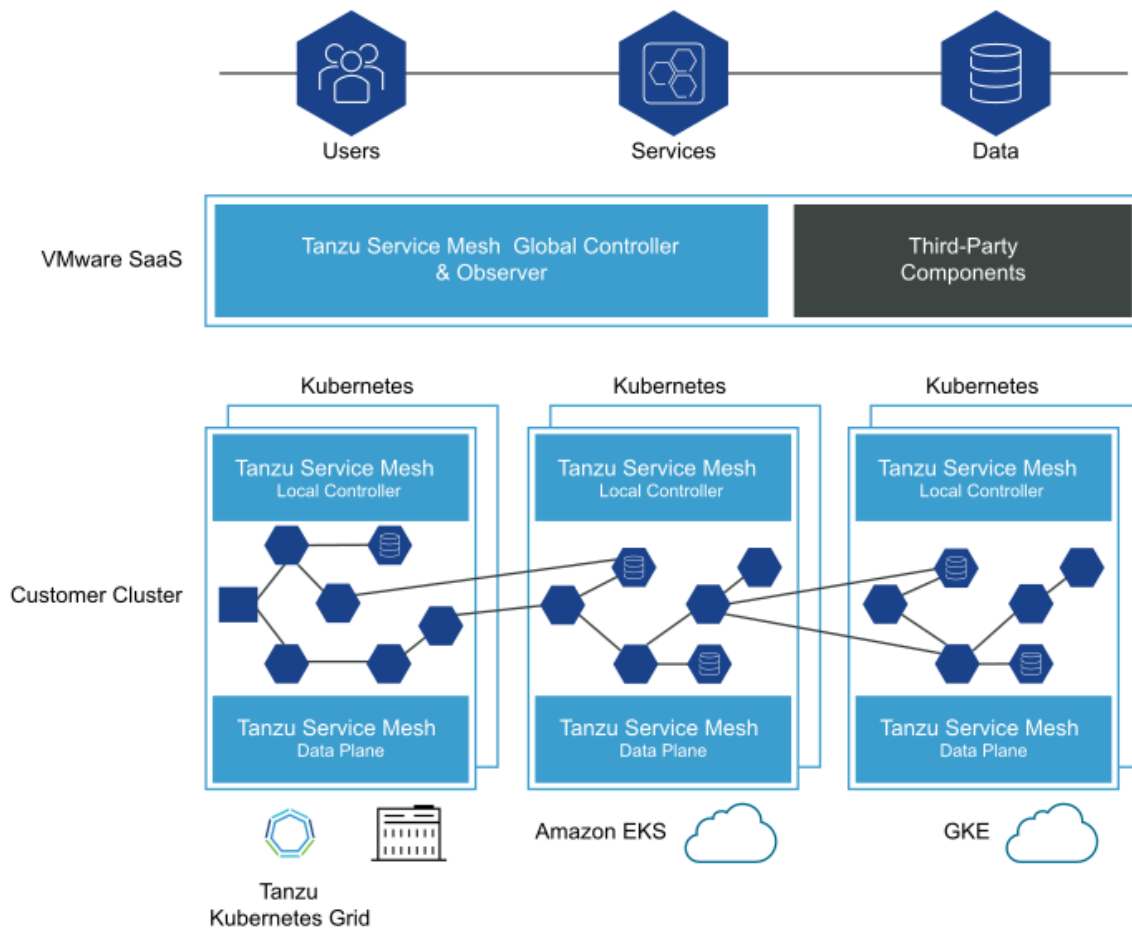 Users
Services
Data
VMware SaaS
Tanzu Service Mesh Global Controller
& Observer
Third-Party
Components
Kubernetes
Kubernetes
Kubernetes
Tanzu Service Mesh
Local Controller
Tanzu Service Mesh
Local Controller
Tanzu Service Mesh
Local Controller
Customer Cluster
Tanzu Service Mesh
Data Plane
Tanzu Service Mesh
Data Plane
Tanzu Service Mesh
Data Plane
Amazon EKS
GKE
Tanzu
Kubernetes Grid